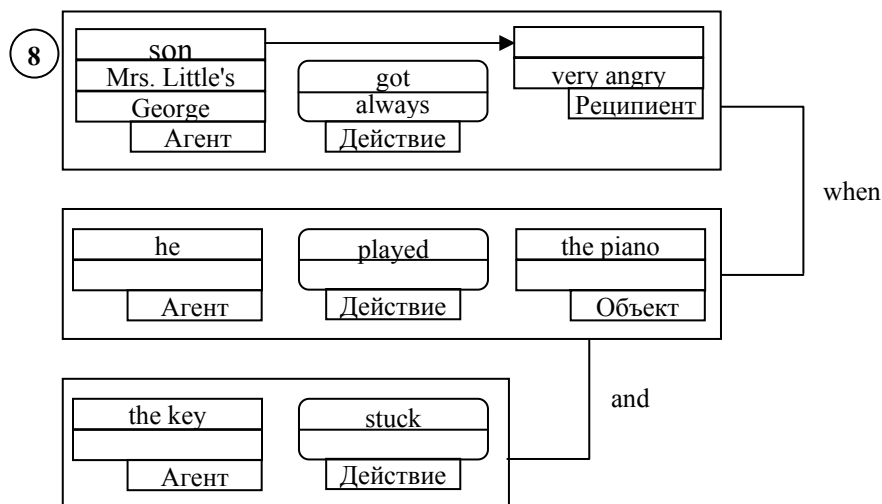 8
son
Mrs. Little's got very angry
George always Реципиент
Агент Действие
when
he played the piano
Агент Действие Объект
and
the key stuck
Агент Действие